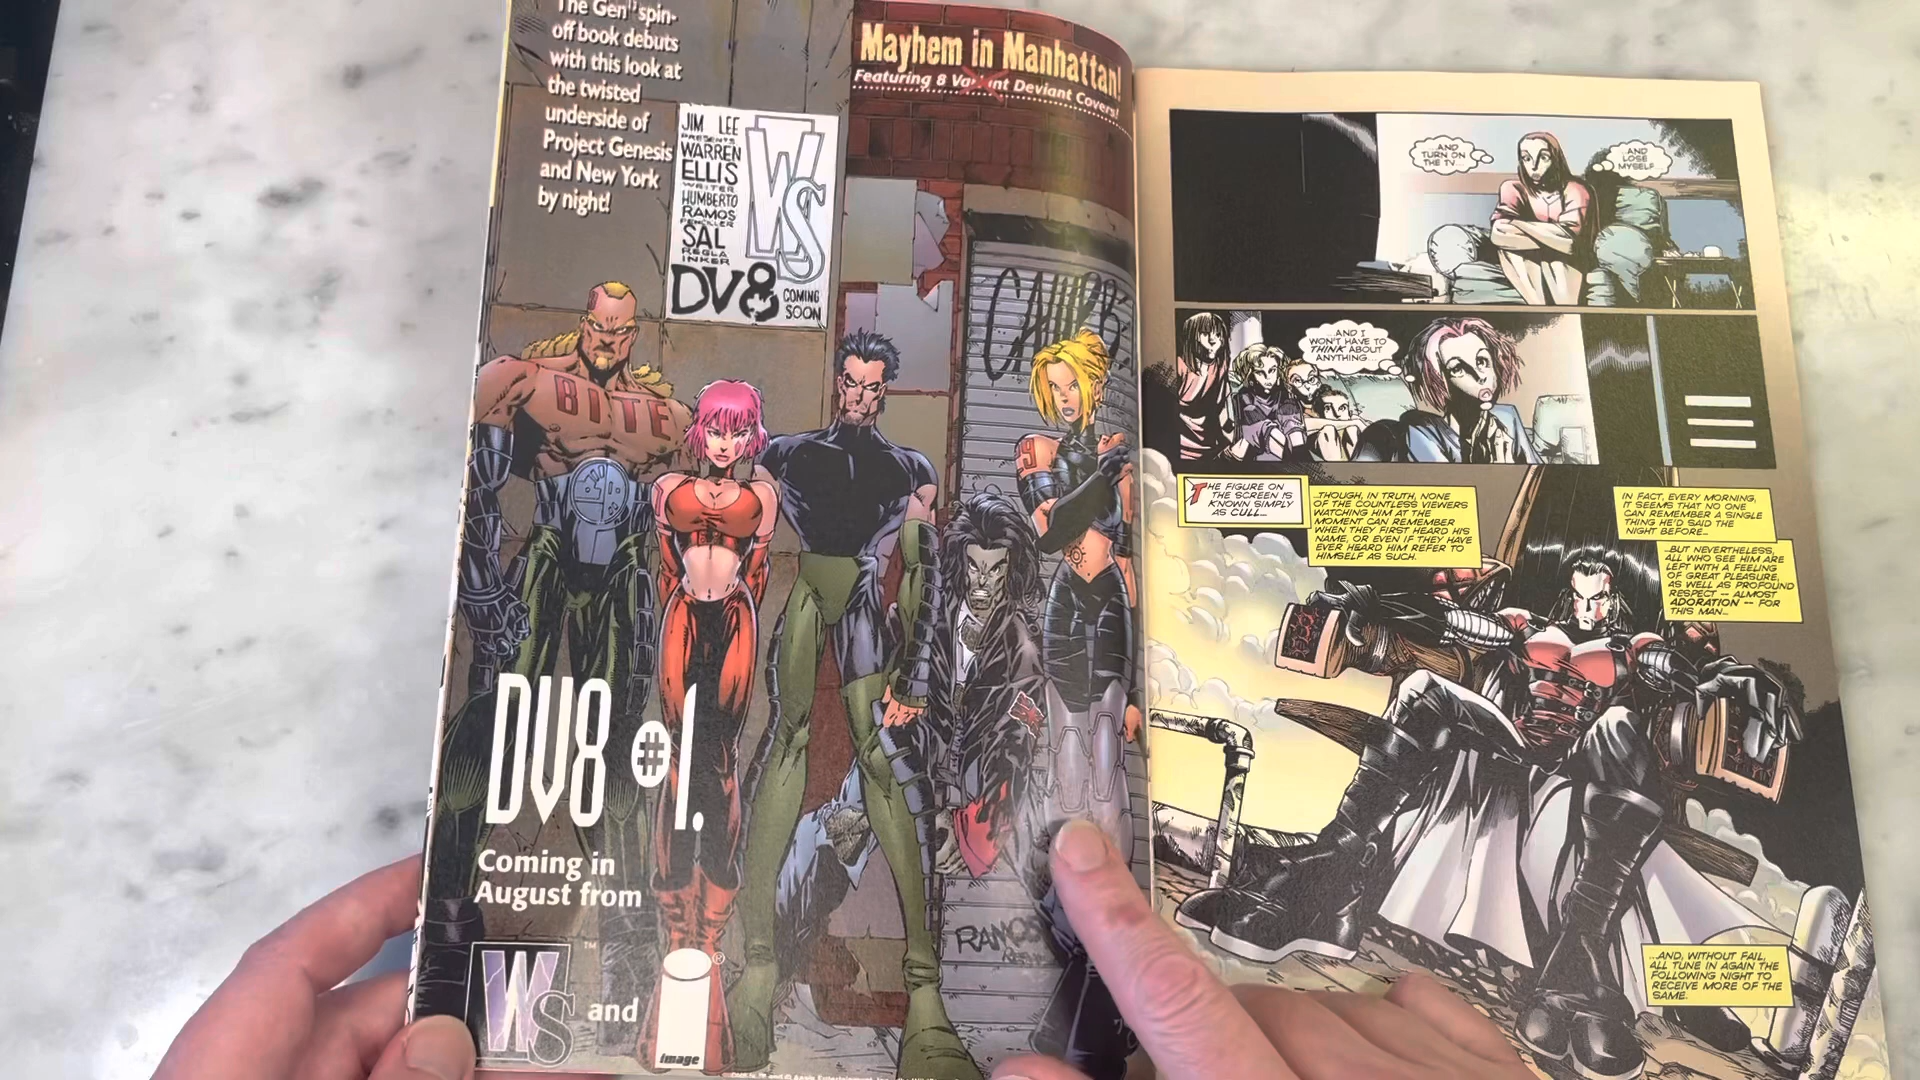 The Gen¹³ spin-
off book debuts
with this look at
the twisted
underside of
Project Genesis
and New York
by night!
Mayhem in Manhattan!
Featuring 8 Variant Deviant Covers!
JIM LEE
PRESENTS
WARREN
ELLIS
WRITER
HUMBERTO
RAMOS
PENCILLER
SAL
REGLA
INKER
DV8
COMING
SOON
WS
BITE
9
DV8 #1.
Coming in
August from
WS
™
and
image
®
RAMOS
...AND
TURN ON
THE TV...
...AND
LOSE
MYSELF...
...AND I
WON'T HAVE TO
THINK ABOUT
ANYTHING...
THE FIGURE ON
THE SCREEN IS
KNOWN SIMPLY
AS CULL...
...THOUGH, IN TRUTH, NONE
OF THE COUNTLESS VIEWERS
WATCHING HIM AT THE
MOMENT CAN REMEMBER
WHEN THEY FIRST HEARD HIS
NAME, OR EVEN IF THEY HAVE
EVER HEARD HIM REFER TO
HIMSELF AS SUCH.
IN FACT, EVERY MORNING,
IT SEEMS THAT NO ONE
CAN REMEMBER A SINGLE
THING HE'D SAID THE
NIGHT BEFORE...
...BUT NEVERTHELESS,
ALL WHO SEE HIM ARE
LEFT WITH A FEELING
OF GREAT PLEASURE,
AS WELL AS PROFOUND
RESPECT -- ALMOST
ADORATION -- FOR
THIS MAN...
...AND, WITHOUT FAIL,
ALL TUNE IN AGAIN THE
FOLLOWING NIGHT TO
RECEIVE MORE OF THE
SAME.